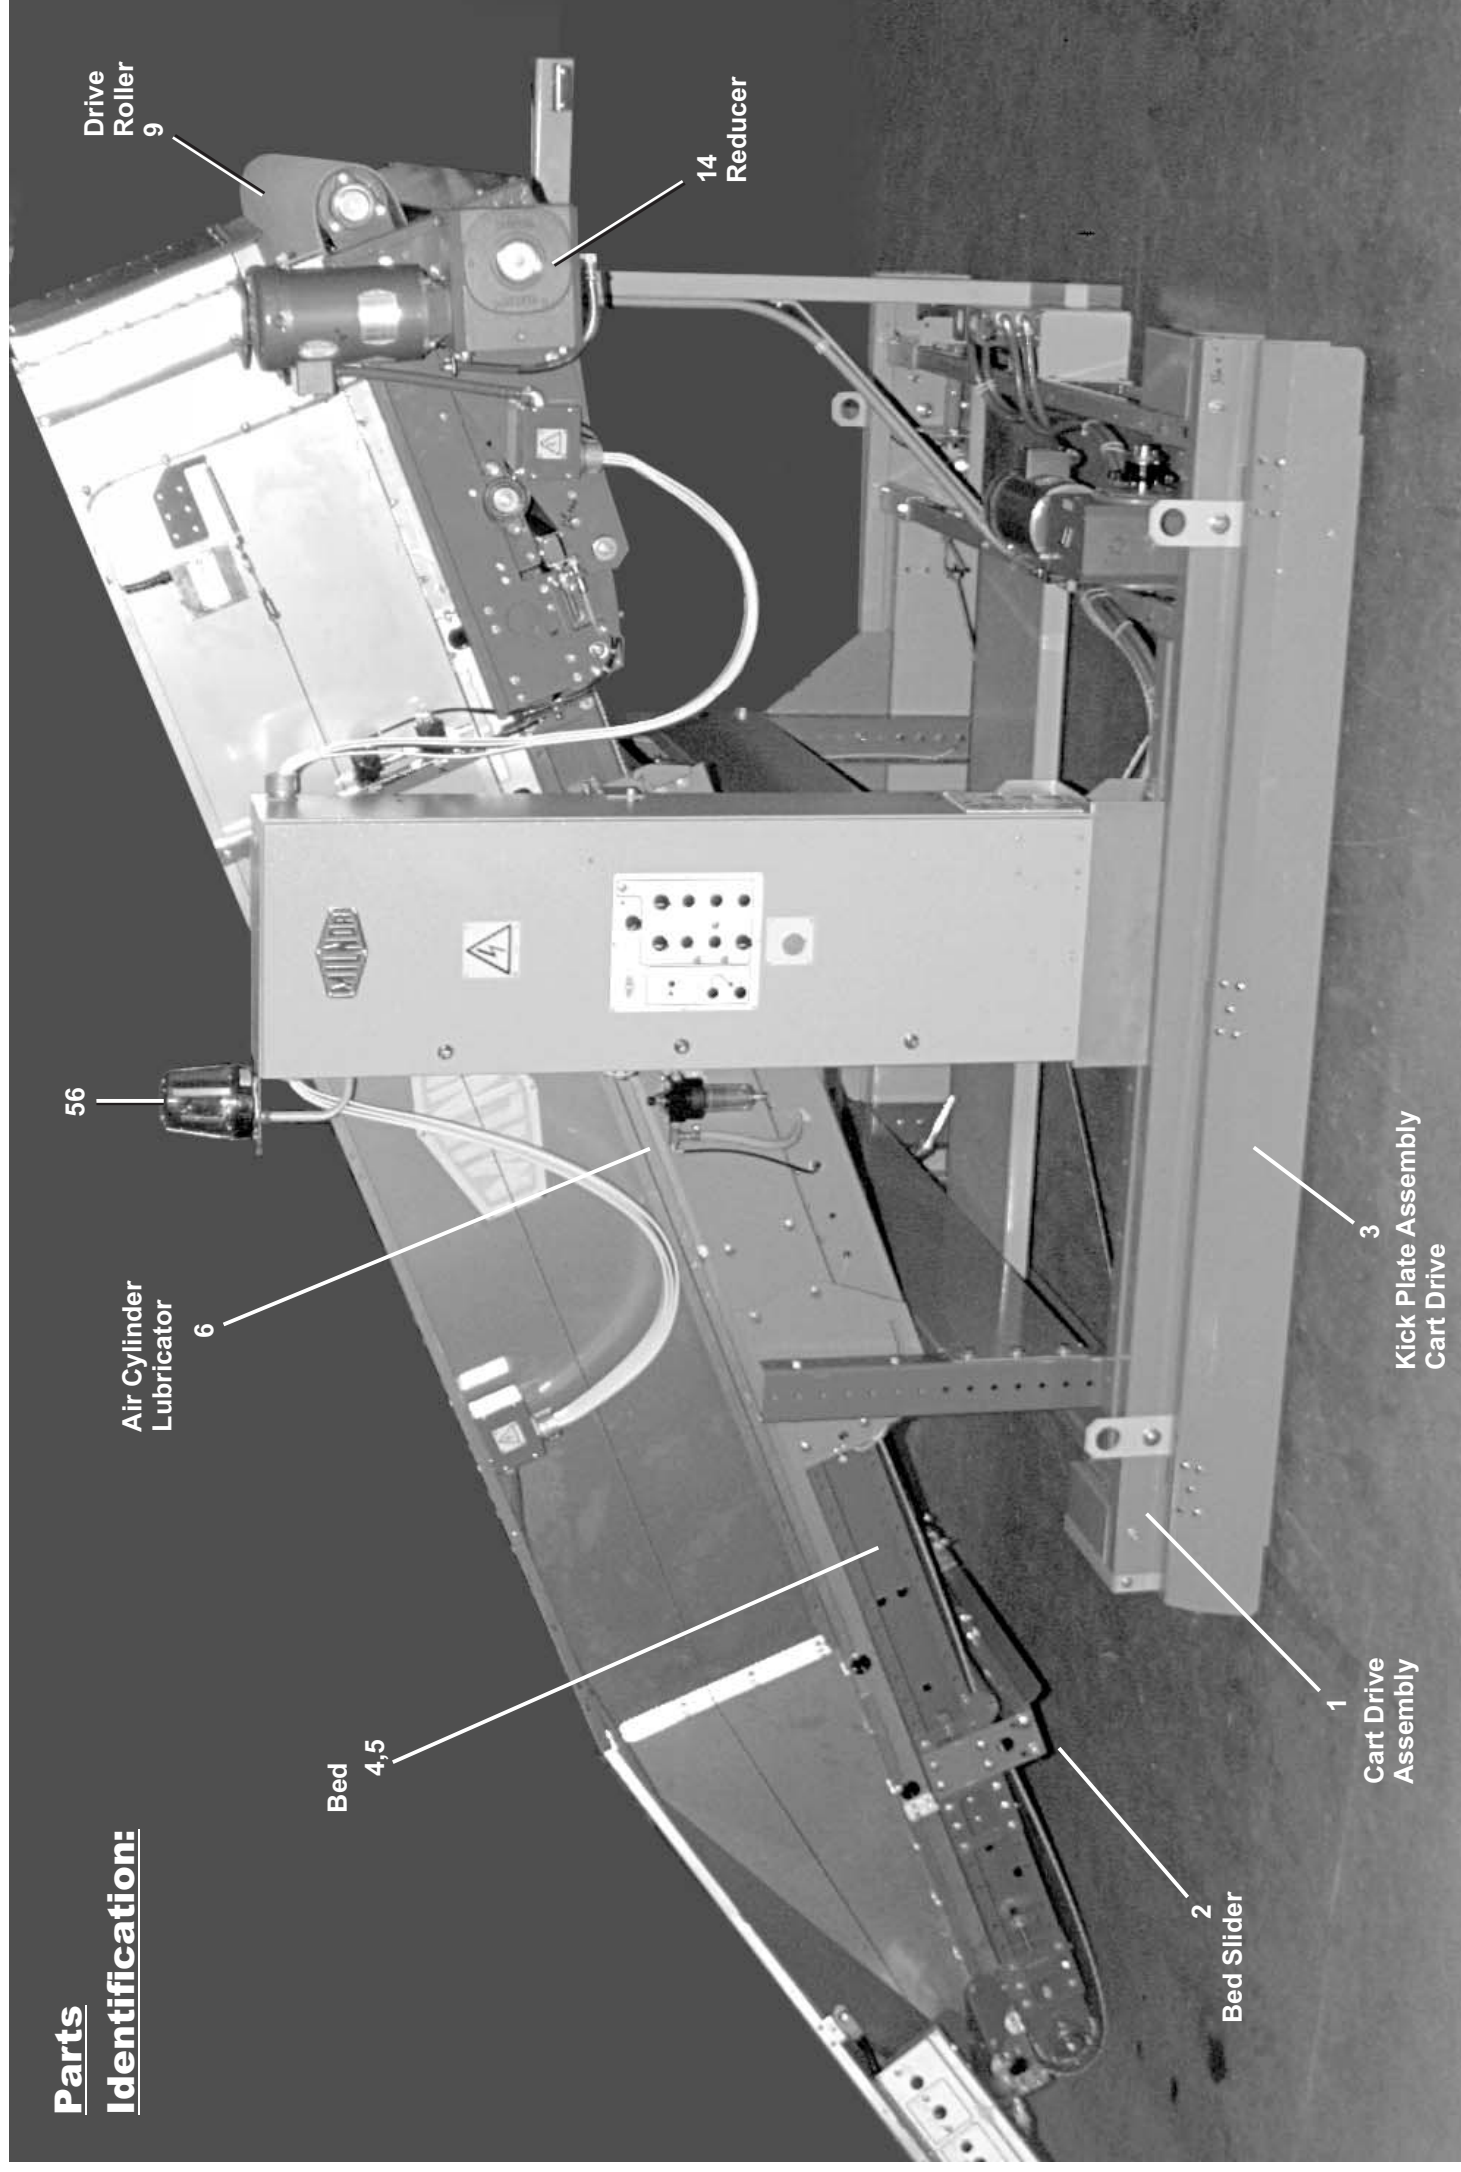 Parts
Identification:
Drive
Roller
9
14
Reducer
56
Air Cylinder
Lubricator
6
MILNOR
Bed
4,5
3
Kick Plate Assembly
Cart Drive
1
Cart Drive
Assembly
2
Bed Slider